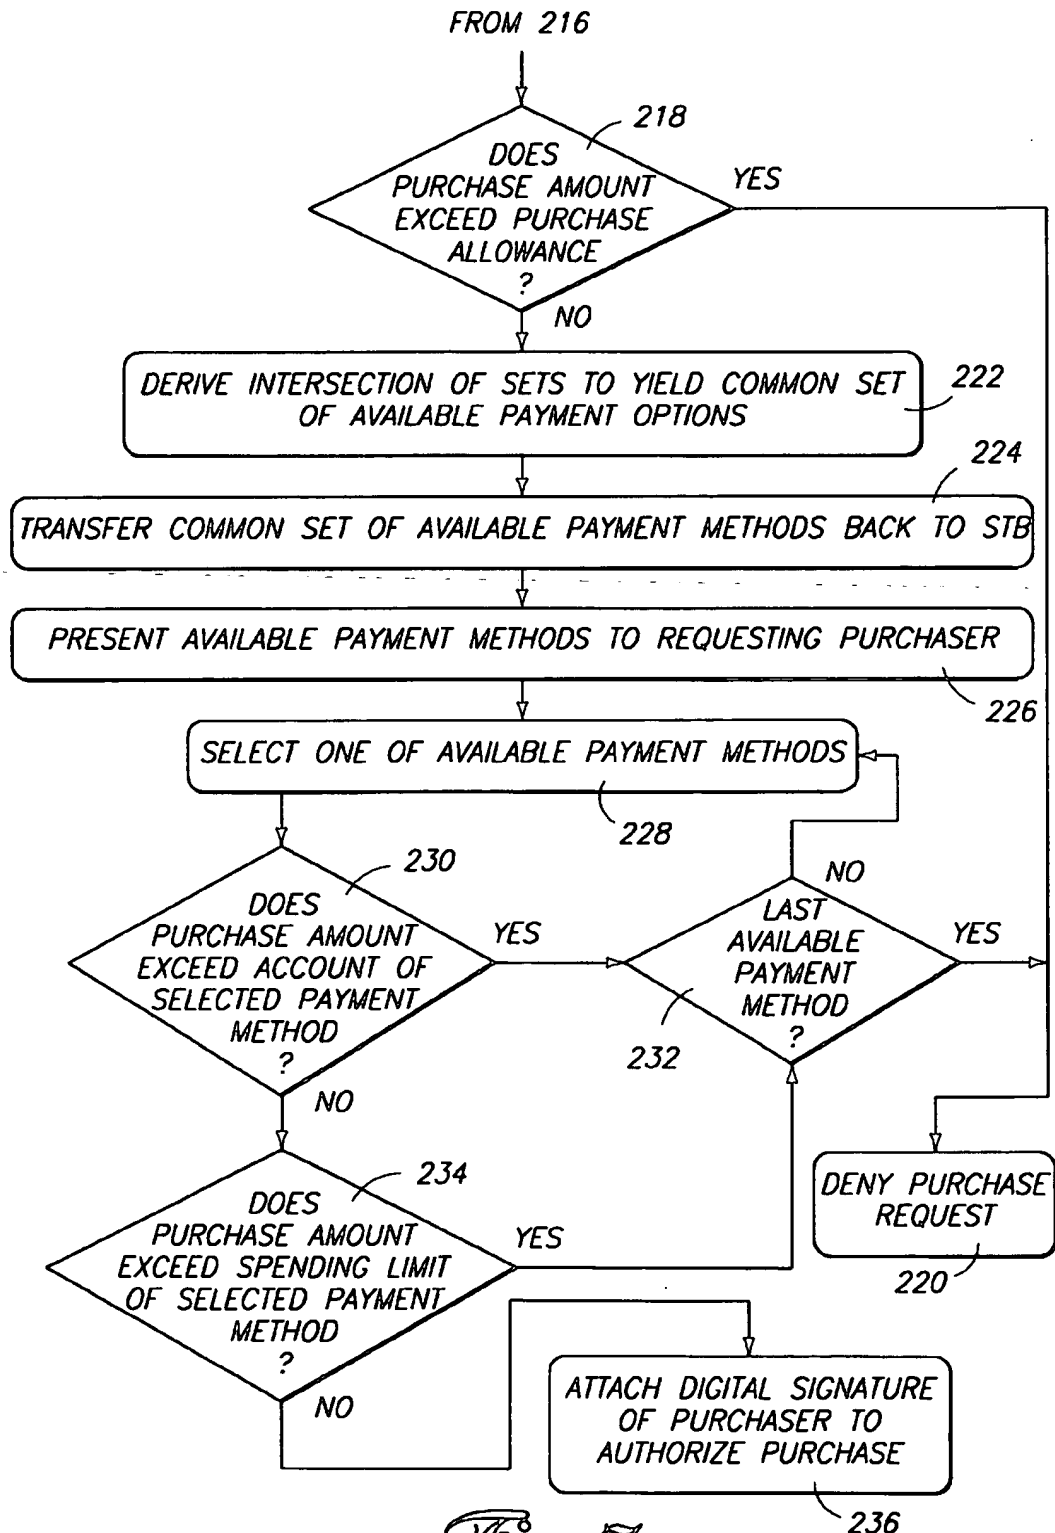 FROM 216
218
DOES
PURCHASE AMOUNT
EXCEED PURCHASE
ALLOWANCE
?
YES
NO
DERIVE INTERSECTION OF SETS TO YIELD COMMON SET
OF AVAILABLE PAYMENT OPTIONS
222
224
TRANSFER COMMON SET OF AVAILABLE PAYMENT METHODS BACK TO STB
PRESENT AVAILABLE PAYMENT METHODS TO REQUESTING PURCHASER
226
SELECT ONE OF AVAILABLE PAYMENT METHODS
228
230
DOES
PURCHASE AMOUNT
EXCEED ACCOUNT OF
SELECTED PAYMENT
METHOD
?
YES
NO
NO
LAST
AVAILABLE
PAYMENT
METHOD
?
YES
232
234
DOES
PURCHASE AMOUNT
EXCEED SPENDING LIMIT
OF SELECTED PAYMENT
METHOD
?
YES
NO
DENY PURCHASE
REQUEST
220
ATTACH DIGITAL SIGNATURE
OF PURCHASER TO
AUTHORIZE PURCHASE
236